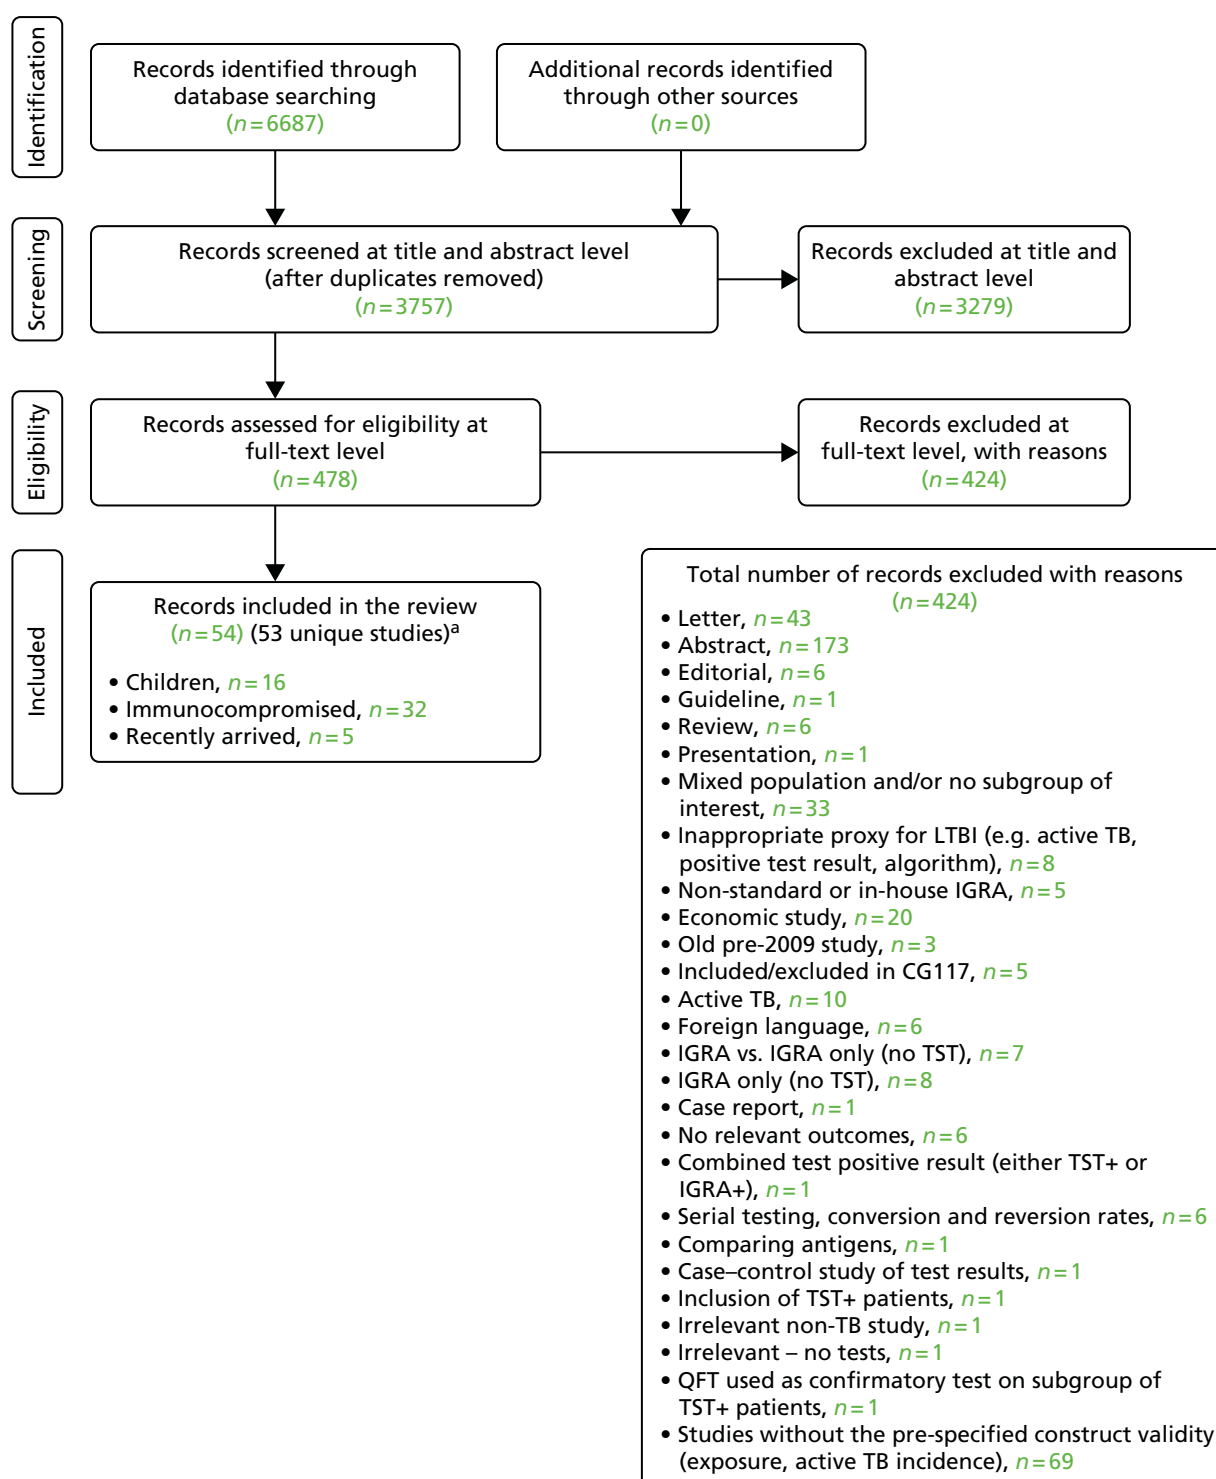 Identification
Records identified through
database searching
(n=6687)
Additional records identified
through other sources
(n=0)
Screening
Records screened at title and abstract level
(after duplicates removed)
(n=3757)
Records excluded at title and
abstract level
(n=3279)
Eligibility
Records assessed for eligibility at
full-text level
(n=478)
Records excluded at
full-text level, with reasons
(n=424)
Included
Records included in the review
(n=54) (53 unique studies)a
• Children, n=16
• Immunocompromised, n=32
• Recently arrived, n=5
Total number of records excluded with reasons
(n=424)
• Letter, n=43
• Abstract, n=173
• Editorial, n=6
• Guideline, n=1
• Review, n=6
• Presentation, n=1
• Mixed population and/or no subgroup of
interest, n=33
• Inappropriate proxy for LTBI (e.g. active TB,
positive test result, algorithm), n=8
• Non-standard or in-house IGRA, n=5
• Economic study, n=20
• Old pre-2009 study, n=3
• Included/excluded in CG117, n=5
• Active TB, n=10
• Foreign language, n=6
• IGRA vs. IGRA only (no TST), n=7
• IGRA only (no TST), n=8
• Case report, n=1
• No relevant outcomes, n=6
• Combined test positive result (either TST+ or
IGRA+), n=1
• Serial testing, conversion and reversion rates, n=6
• Comparing antigens, n=1
• Case–control study of test results, n=1
• Inclusion of TST+ patients, n=1
• Irrelevant non-TB study, n=1
• Irrelevant – no tests, n=1
• QFT used as confirmatory test on subgroup of
TST+ patients, n=1
• Studies without the pre-specified construct validity
(exposure, active TB incidence), n=69